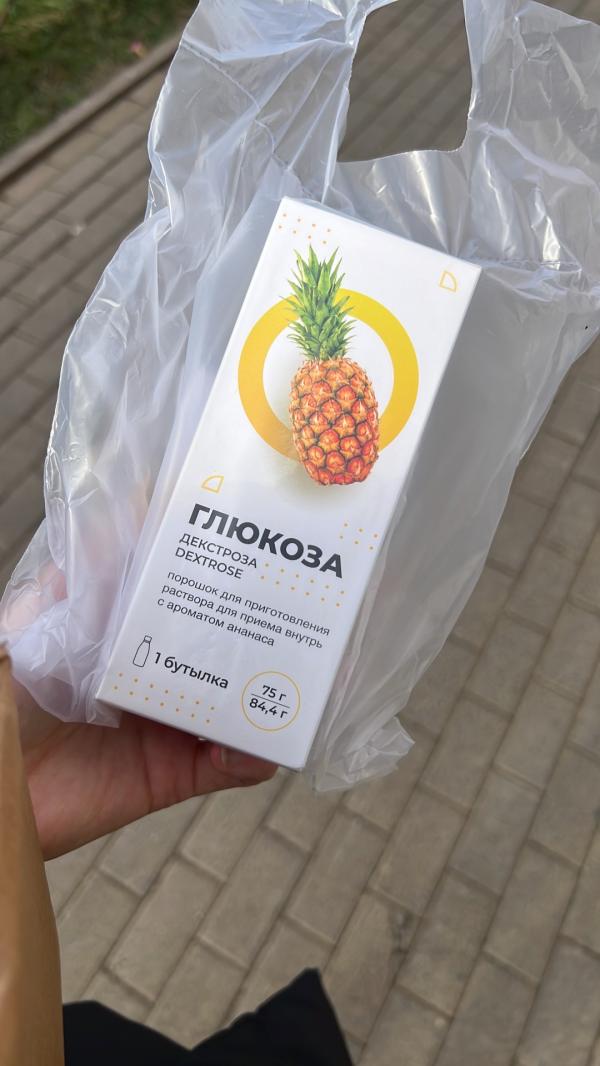 ГЛЮКОЗА
ДЕКСТРОЗА
DEXTROSE
порошок для приготовления
раствора для приема внутрь
с ароматом ананаса
1 бутылка
75 г
84,4 г